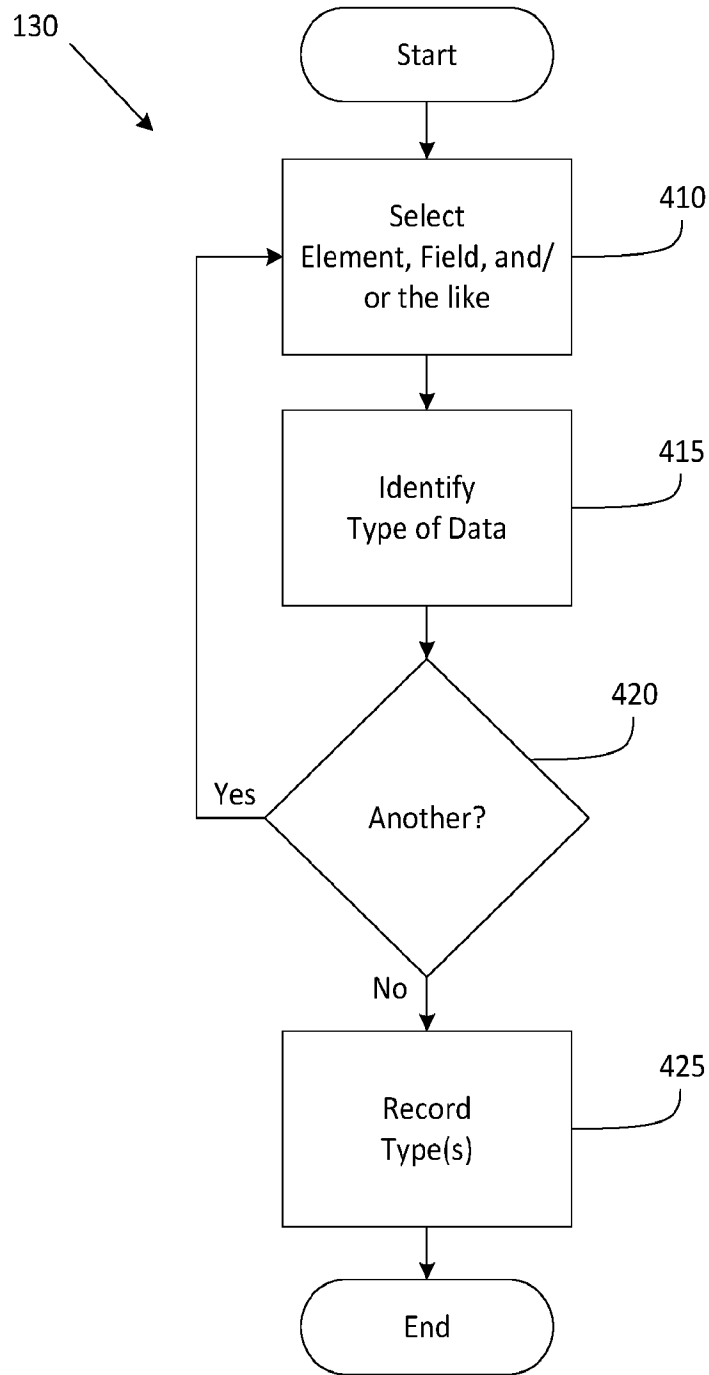 130
Start
410
Select
Element, Field, and/
or the like
415
Identify
Type of Data
420
Yes
Another?
No
425
Record
Type(s)
End